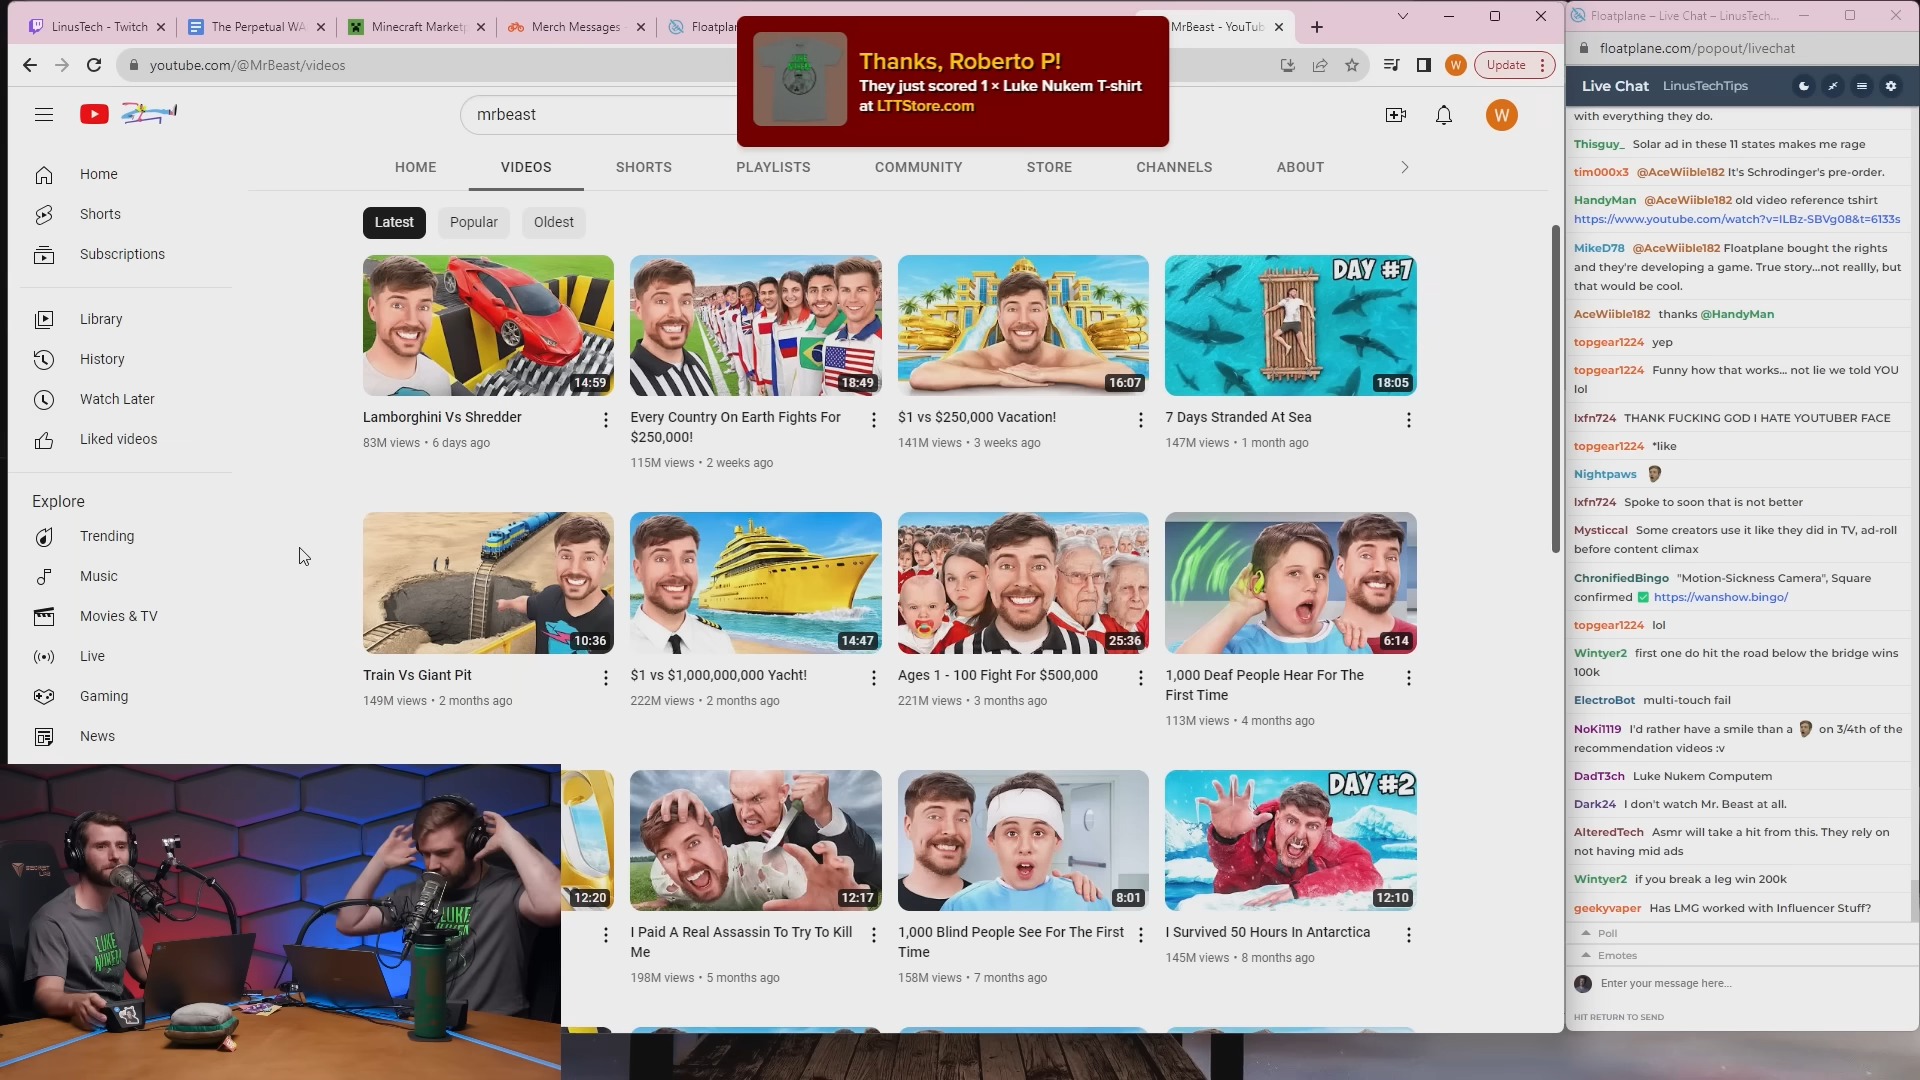 LinusTech - Twitch
The Perpetual WA
Minecraft Marketp
Merch Messages
Floatplan
MrBeast - YouTub
youtube.com/@MrBeast/videos
Update
mrbeast
W
W
Thanks, Roberto P!
They just scored 1 × Luke Nukem T-shirt
at LTTStore.com
HOME
VIDEOS
SHORTS
PLAYLISTS
COMMUNITY
STORE
CHANNELS
ABOUT
Home
Shorts
Subscriptions
Library
History
Watch Later
Liked videos
Explore
Trending
Music
Movies & TV
Live
Gaming
News
Latest
Popular
Oldest
14:59
Lamborghini Vs Shredder
83M views • 6 days ago
18:49
Every Country On Earth Fights For
$250,000!
115M views • 2 weeks ago
16:07
$1 vs $250,000 Vacation!
141M views • 3 weeks ago
DAY #7
18:05
7 Days Stranded At Sea
147M views • 1 month ago
10:36
Train Vs Giant Pit
149M views • 2 months ago
14:47
$1 vs $1,000,000,000 Yacht!
222M views • 2 months ago
25:36
Ages 1 - 100 Fight For $500,000
221M views • 3 months ago
6:14
1,000 Deaf People Hear For The
First Time
113M views • 4 months ago
12:20
12:17
I Paid A Real Assassin To Try To Kill
Me
198M views • 5 months ago
8:01
1,000 Blind People See For The First
Time
158M views • 7 months ago
DAY #2
12:10
I Survived 50 Hours In Antarctica
145M views • 8 months ago
LUKE
NUKEM
LUKE
Floatplane – Live Chat – LinusTech...
floatplane.com/popout/livechat
Live Chat LinusTechTips
with everything they do.
Thisguy_ Solar ad in these 11 states makes me rage
tim000x3 @AceWiible182 It's Schrodinger's pre-order.
HandyMan @AceWiible182 old video reference tshirt
https://www.youtube.com/watch?v=ILBz-SBVg08&t=6133s
MikeD78 @AceWiible182 Floatplane bought the rights
and they're developing a game. True story...not reallly, but
that would be cool.
AceWiible182 thanks @HandyMan
topgear1224 yep
topgear1224 Funny how that works... not lie we told YOU
lol
lxfn724 THANK FUCKING GOD I HATE YOUTUBER FACE
topgear1224 *like
Nightpaws
lxfn724 Spoke to soon that is not better
Mysticcal Some creators use it like they did in TV, ad-roll
before content climax
ChronifiedBingo "Motion-Sickness Camera", Square
confirmed ✅ https://wanshow.bingo/
topgear1224 lol
Wintyer2 first one do hit the road below the bridge wins
100k
ElectroBot multi-touch fail
NoKi1119 I'd rather have a smile than a on 3/4th of the
recommendation videos :v
DadT3ch Luke Nukem Computem
Dark24 I don't watch Mr. Beast at all.
AlteredTech Asmr will take a hit from this. They rely on
not having mid ads
Wintyer2 if you break a leg win 200k
geekyvaper Has LMG worked with Influencer Stuff?
Poll
Emotes
Enter your message here...
HIT RETURN TO SEND